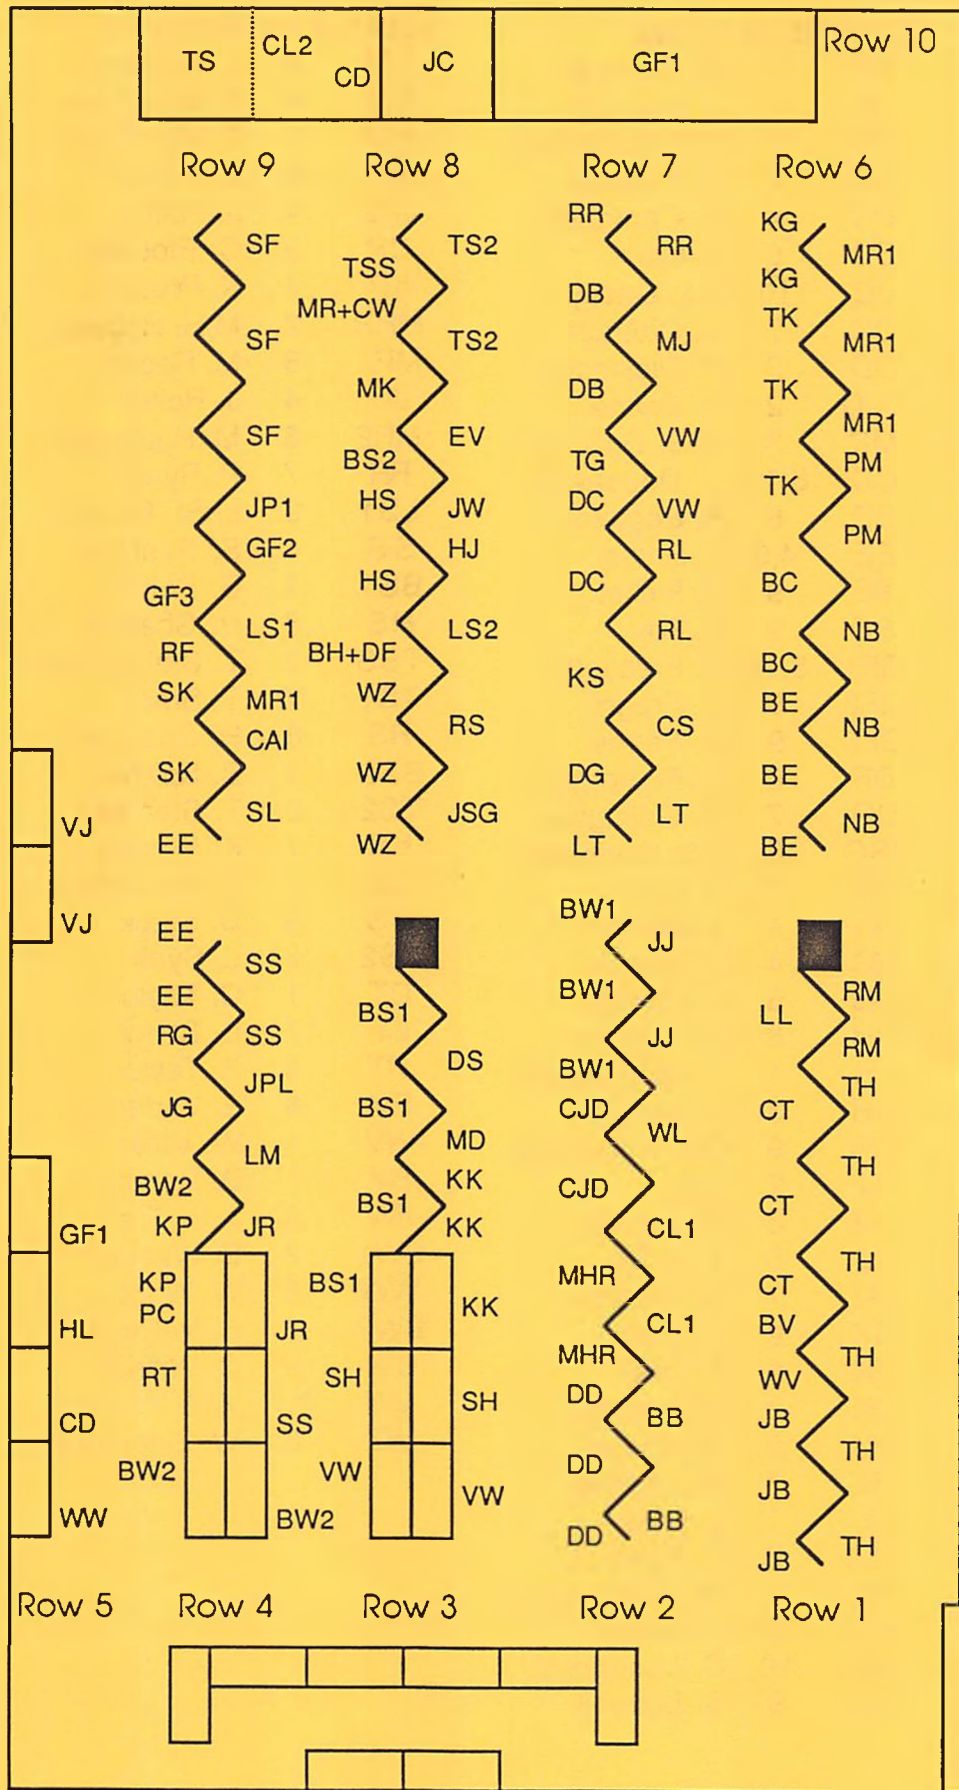 TS CL2 CD JC GF1 Row 10
Row 9
SF
SF
SF
JP1
GF2
GF3
LS1
RF
SK
MR1
CAI
SK
SL
EE
Row 8
TS2
TSS
MR+CW
TS2
MK
EV
BS2
HS
JW
HJ
HS
LS2
BH+DF
WZ
RS
WZ
JSG
WZ
Row 7
RR
RR
DB
MJ
DB
VW
TG
DC
VW
RL
DC
RL
KS
CS
DG
LT
LT
Row 6
KG
MR1
KG
TK
MR1
TK
MR1
PM
TK
PM
BC
NB
BC
BE
NB
BE
NB
BE
VJ
VJ
GF1
HL
CD
WW
Row 5
EE
SS
EE
RG
SS
JPL
JG
LM
BW2
KP
JR
KP
PC
JR
RT
SS
BW2
BW2
Row 4
BS1
DS
BS1
MD
KK
BS1
KK
BS1
KK
SH
SH
VW
VW
Row 3
BW1
JJ
BW1
JJ
BW1
CJD
WL
CJD
CL1
MHR
CL1
MHR
DD
BB
DD
BB
DD
Row 2
RM
LL
RM
TH
CT
TH
CT
TH
CT
BV
TH
WV
JB
TH
JB
TH
JB
Row 1